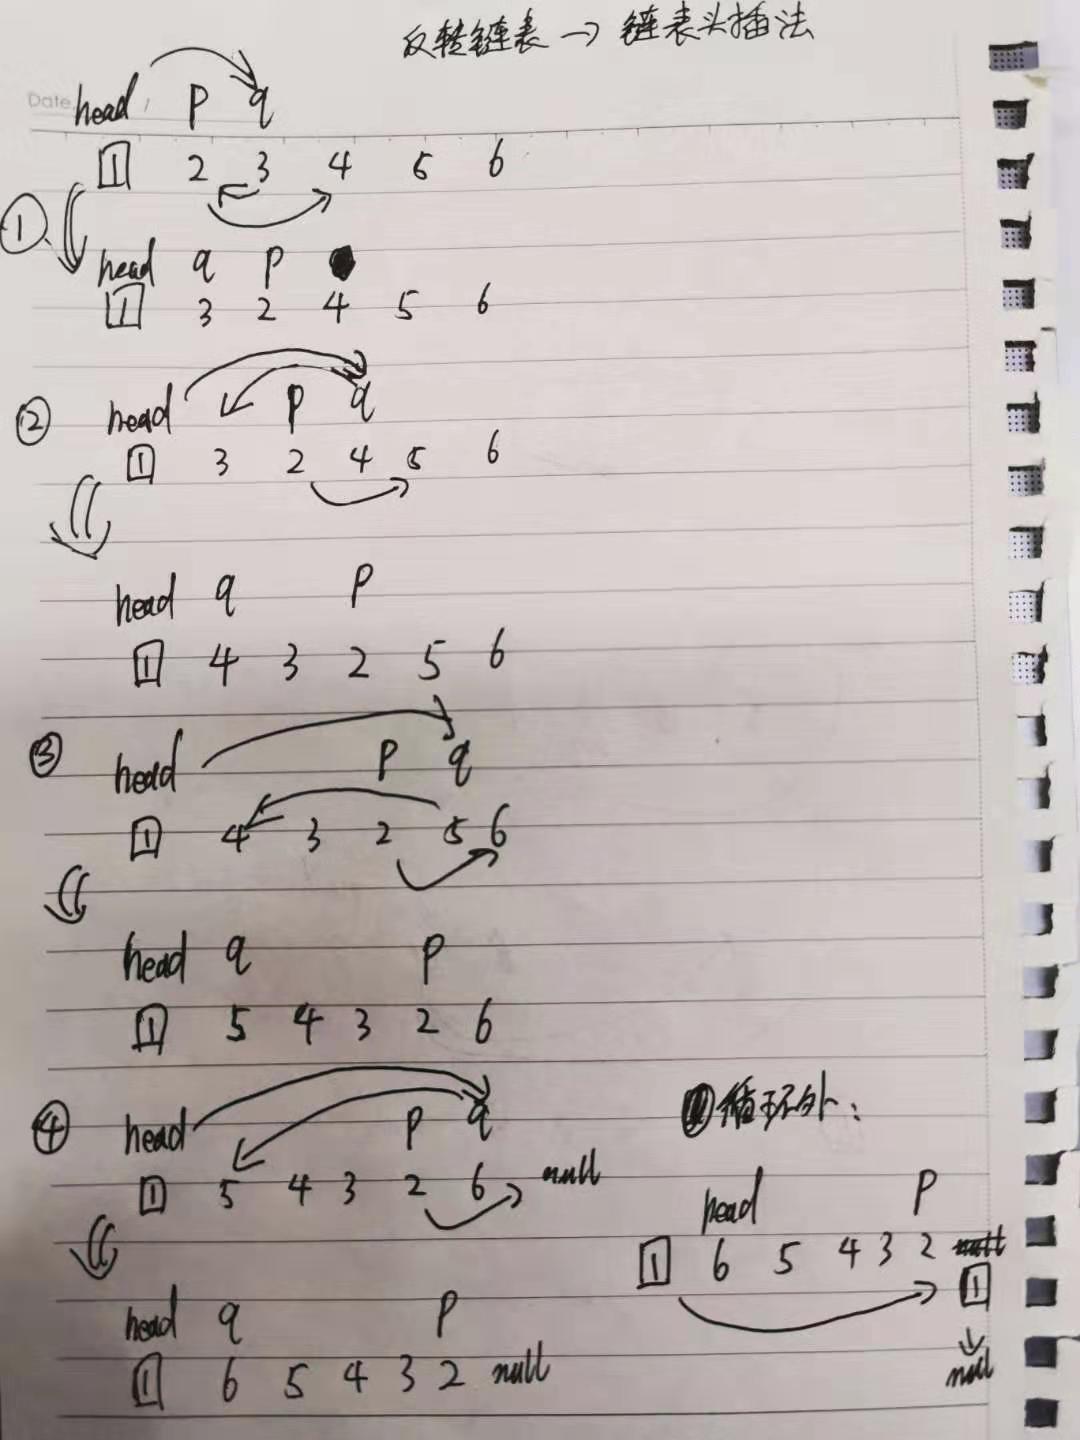 反转链表 → 链表头插法
Date
head p q
1 2 3 4 5 6
①
head q p
1 3 2 4 5 6
②
head p q
1 3 2 4 5 6
head q p
1 4 3 2 5 6
③
head p q
1 4 3 2 5 6
head q p
1 5 4 3 2 6
④
head p q
1 5 4 3 2 6 null
head q p
1 6 5 4 3 2 null
循环外:
head p
1 6 5 4 3 2 null
1
null